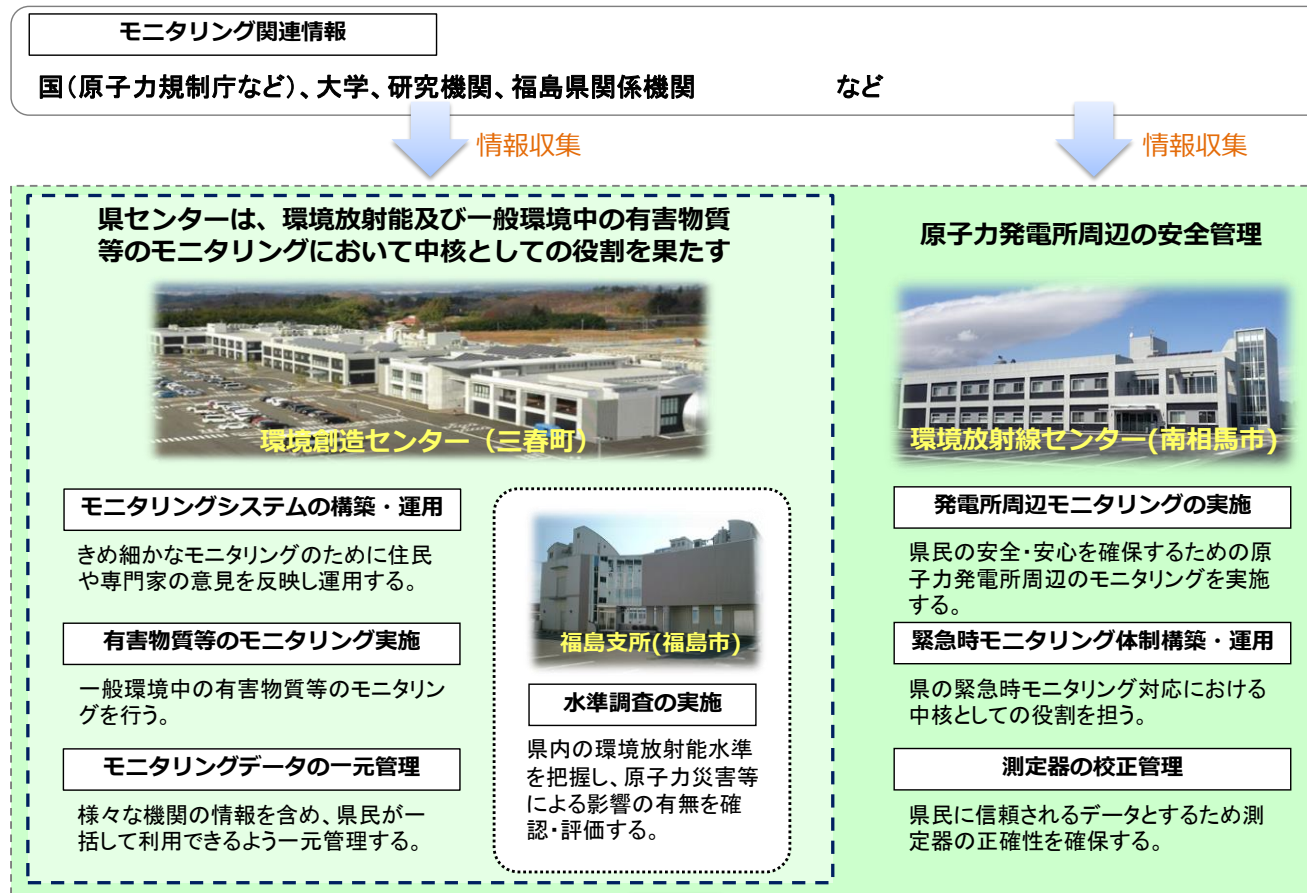 モニタリング関連情報
国(原子力規制庁など)、大学、研究機関、福島県関係機関　　　　　など
情報収集
情報収集
県センターは、環境放射能及び一般環境中の有害物質
等のモニタリングにおいて中核としての役割を果たす
環境創造センター（三春町）
モニタリングシステムの構築・運用
きめ細かなモニタリングのために住民
や専門家の意見を反映し運用する。
有害物質等のモニタリング実施
一般環境中の有害物質等のモニタリン
グを行う。
モニタリングデータの一元管理
様々な機関の情報を含め、県民が一
括して利用できるよう一元管理する。
福島支所(福島市)
水準調査の実施
県内の環境放射能水準
を把握し、原子力災害等
による影響の有無を確
認・評価する。
原子力発電所周辺の安全管理
環境放射線センター(南相馬市)
発電所周辺モニタリングの実施
県民の安全・安心を確保するための原
子力発電所周辺のモニタリングを実施
する。
緊急時モニタリング体制構築・運用
県の緊急時モニタリング対応における
中核としての役割を担う。
測定器の校正管理
県民に信頼されるデータとするため測
定器の正確性を確保する。